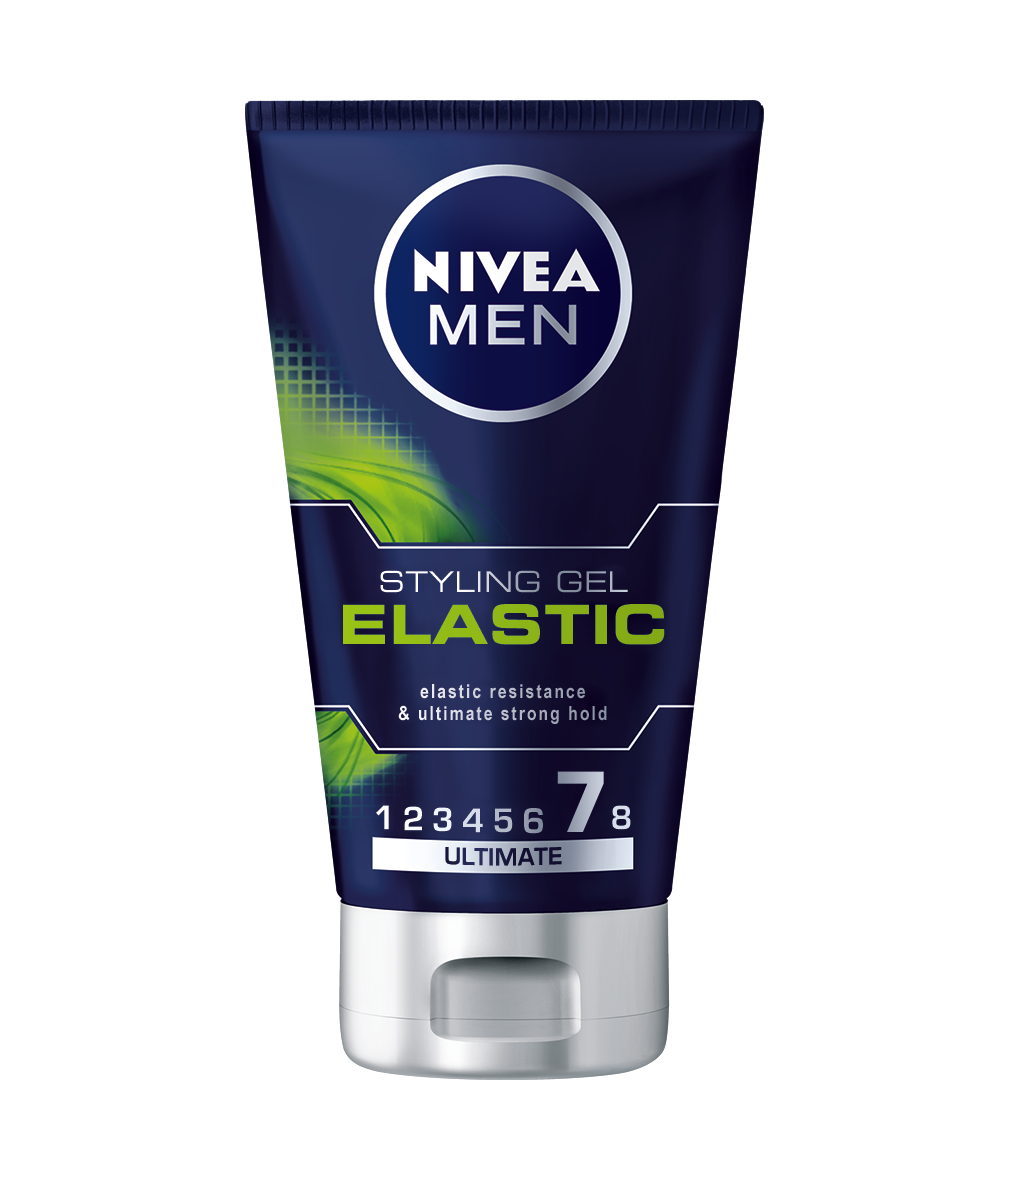 NIVEA
MEN
STYLING GEL
ELASTIC
elastic resistance
& ultimate strong hold
1 2 3 4 5 6 7 8
ULTIMATE